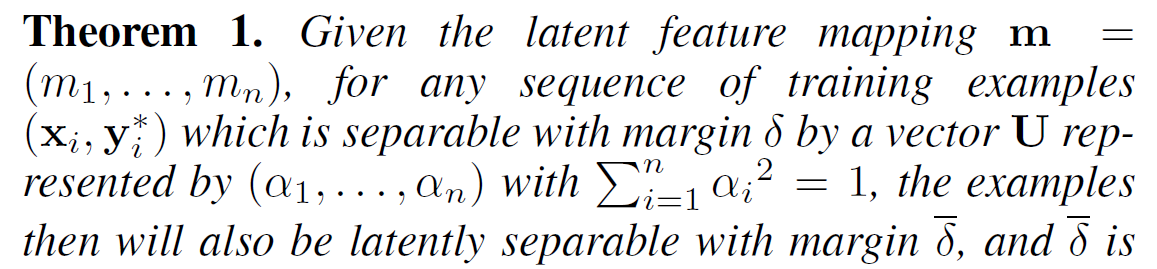 Theorem 1. Given the latent feature mapping m =
(m₁, . . . , mₙ), for any sequence of training examples
(xᵢ, yᵢ*) which is separable with margin δ by a vector U rep-
resented by (α₁, . . . , αₙ) with ∑ⁿᵢ₌₁ αᵢ² = 1, the examples
then will also be latently separable with margin δ̅, and δ̅ is